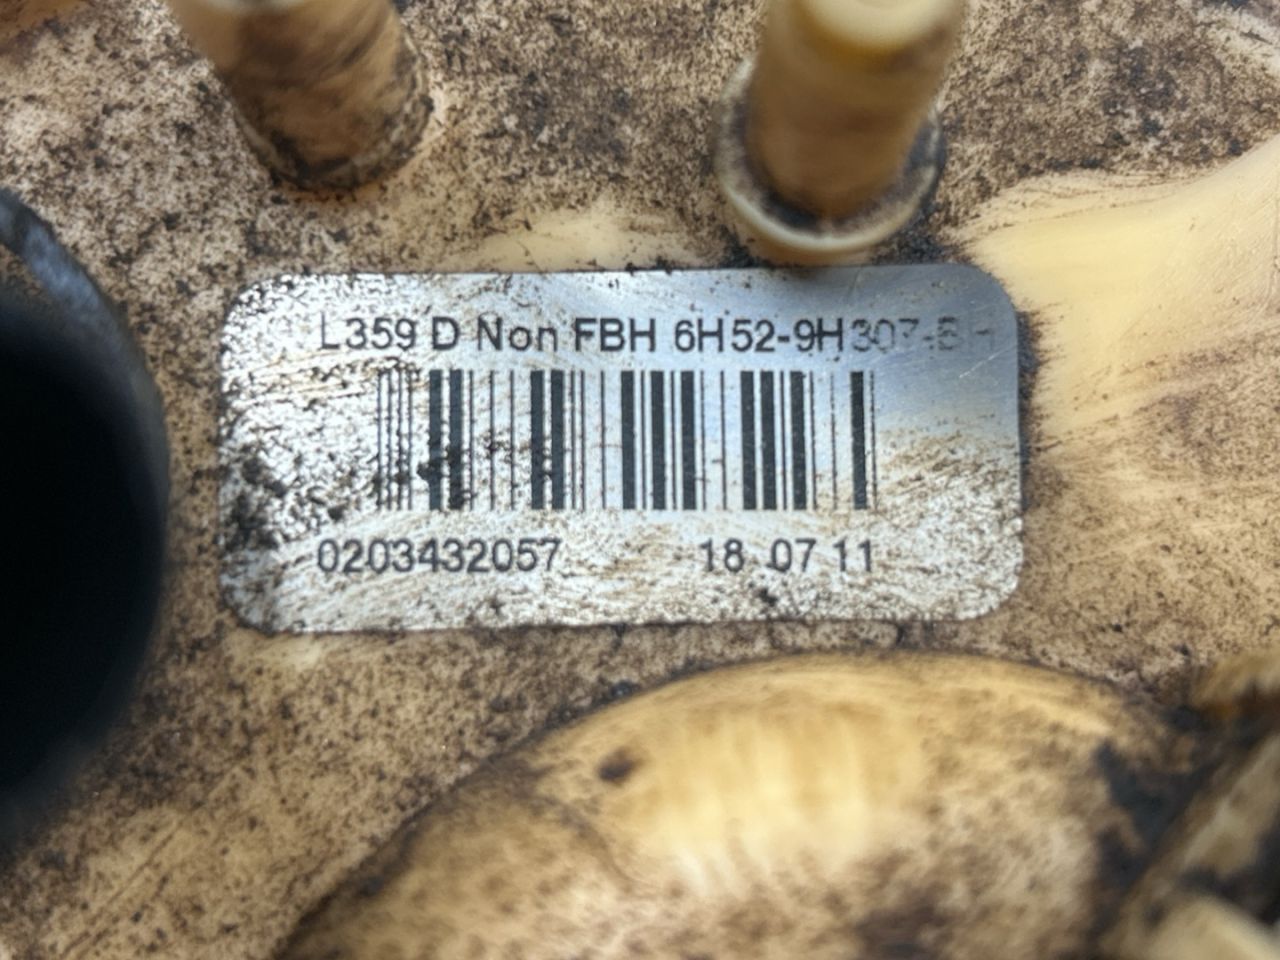 L359 D Non FBH 6H52-9H307-
0203432057 18 07 11